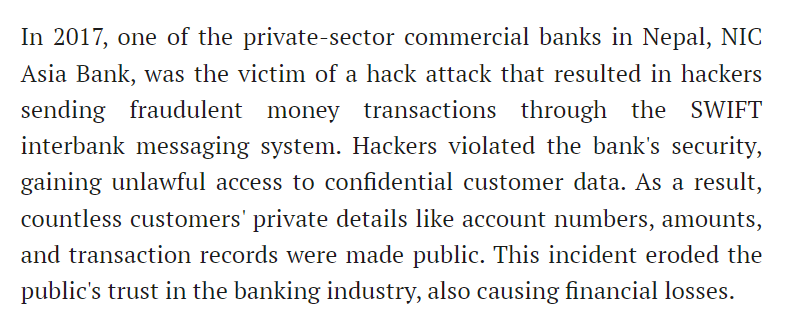 In 2017, one of the private-sector commercial banks in Nepal, NIC
Asia Bank, was the victim of a hack attack that resulted in hackers
sending fraudulent money transactions through the SWIFT
interbank messaging system. Hackers violated the bank's security,
gaining unlawful access to confidential customer data. As a result,
countless customers' private details like account numbers, amounts,
and transaction records were made public. This incident eroded the
public's trust in the banking industry, also causing financial losses.